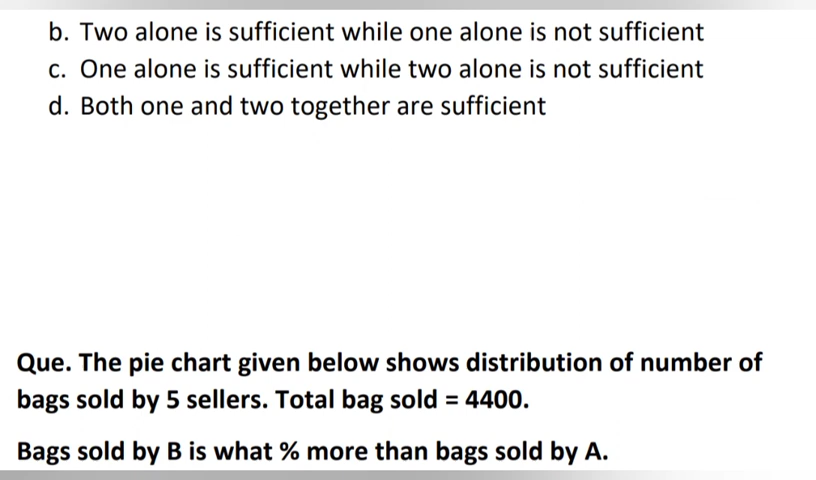 b. Two alone is sufficient while one alone is not sufficient
c. One alone is sufficient while two alone is not sufficient
d. Both one and two together are sufficient
Que. The pie chart given below shows distribution of number of
bags sold by 5 sellers. Total bag sold = 4400.
Bags sold by B is what % more than bags sold by A.